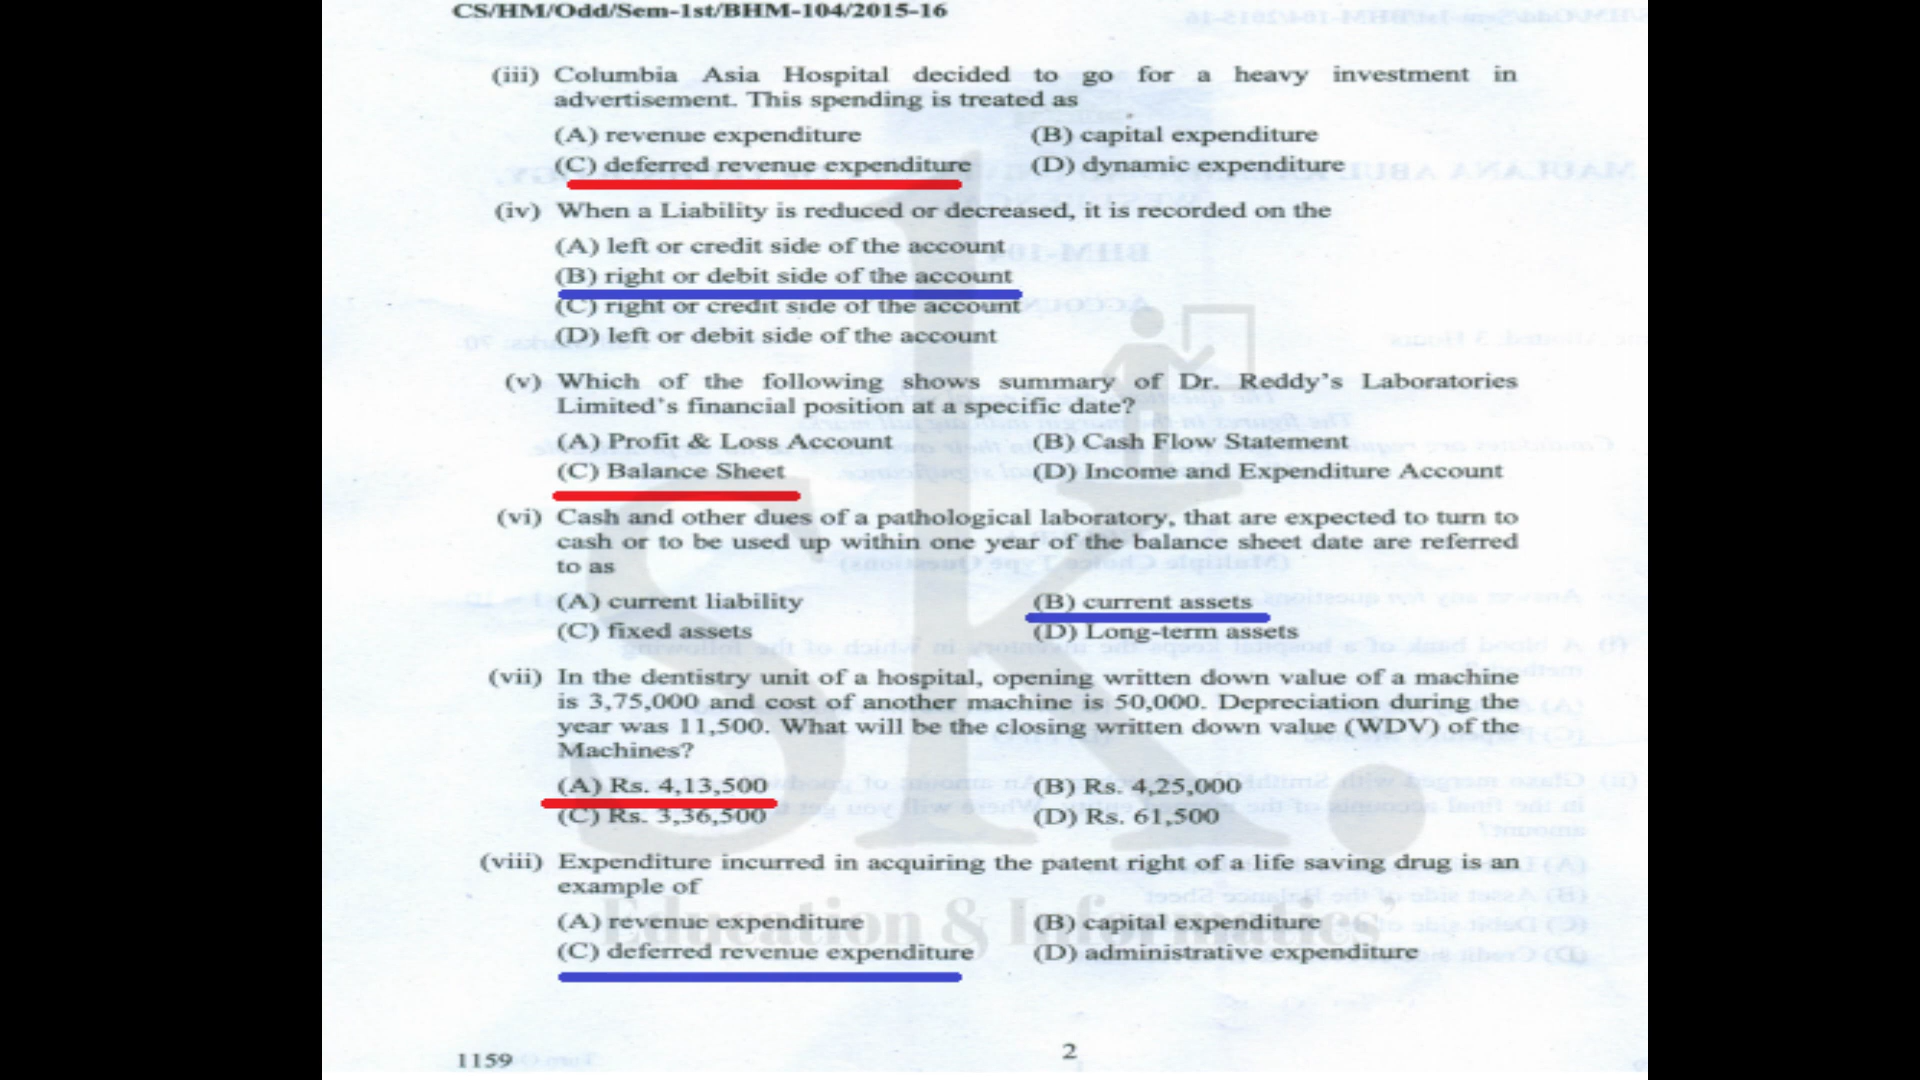 CS/HM/Odd/Sem-1st/BHM-104/2015-16
(iii) Columbia Asia Hospital decided to go for a heavy investment in
advertisement. This spending is treated as
(A) revenue expenditure (B) capital expenditure
(C) deferred revenue expenditure (D) dynamic expenditure
(iv) When a Liability is reduced or decreased, it is recorded on the
(A) left or credit side of the account
(B) right or debit side of the account
(C) right or credit side of the account
(D) left or debit side of the account
(v) Which of the following shows summary of Dr. Reddy's Laboratories
Limited's financial position at a specific date?
(A) Profit & Loss Account (B) Cash Flow Statement
(C) Balance Sheet (D) Income and Expenditure Account
(vi) Cash and other dues of a pathological laboratory, that are expected to turn to
cash or to be used up within one year of the balance sheet date are referred
to as
(A) current liability (B) current assets
(C) fixed assets (D) Long-term assets
(vii) In the dentistry unit of a hospital, opening written down value of a machine
is 3,75,000 and cost of another machine is 50,000. Depreciation during the
year was 11,500. What will be the closing written down value (WDV) of the
Machines?
(A) Rs. 4,13,500 (B) Rs. 4,25,000
(C) Rs. 3,36,500 (D) Rs. 61,500
(viii) Expenditure incurred in acquiring the patent right of a life saving drug is an
example of
(A) revenue expenditure (B) capital expenditure
(C) deferred revenue expenditure (D) administrative expenditure
SK.
Education & Informatics
1159 2